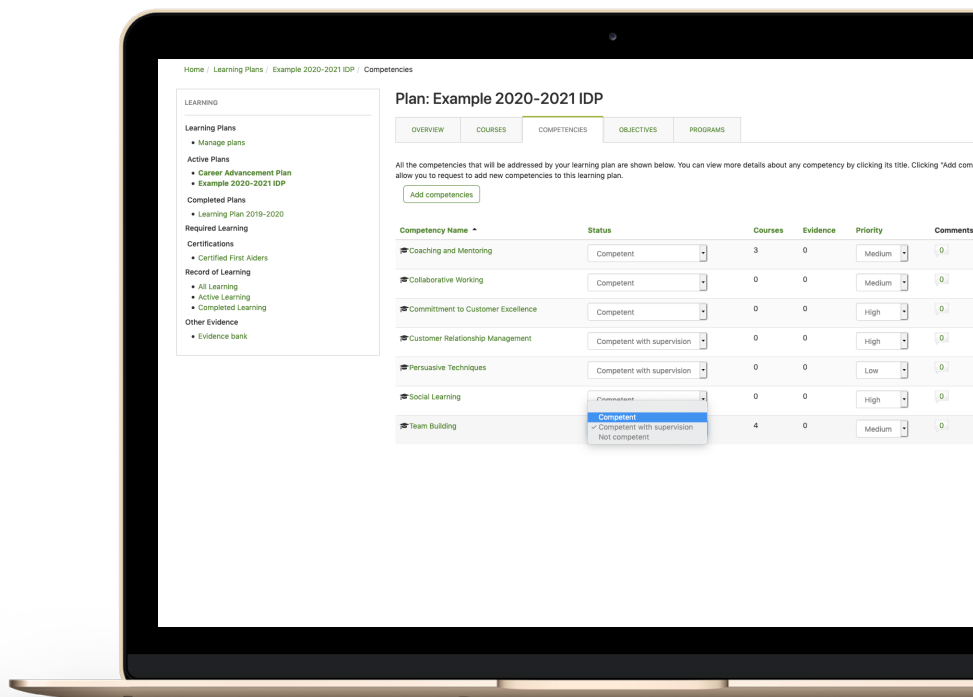 Home / Learning Plans / Example 2020-2021 IDP / Competencies
LEARNING
Learning Plans
Manage plans
Active Plans
Career Advancement Plan
Example 2020-2021 IDP
Completed Plans
Learning Plan 2019-2020
Required Learning
Certifications
Certified First Aiders
Record of Learning
All Learning
Active Learning
Completed Learning
Other Evidence
Evidence bank
Plan: Example 2020-2021 IDP
OVERVIEW COURSES COMPETENCIES OBJECTIVES PROGRAMS
All the competencies that will be addressed by your learning plan are shown below. You can view more details about any competency by clicking its title. Clicking "Add com
allow you to request to add new competencies to this learning plan.
Add competencies
Competency Name Status Courses Evidence Priority Comments
Coaching and Mentoring Competent 3 0 Medium 0
Collaborative Working Competent 0 0 Medium 0
Committment to Customer Excellence Competent 0 0 High 0
Customer Relationship Management Competent with supervision 0 0 High 0
Persuasive Techniques Competent with supervision 0 0 Low 0
Social Learning Competent 0 0 High 0
Competent
Team Building ✓ Competent with supervision 4 0 Medium 0
Not competent